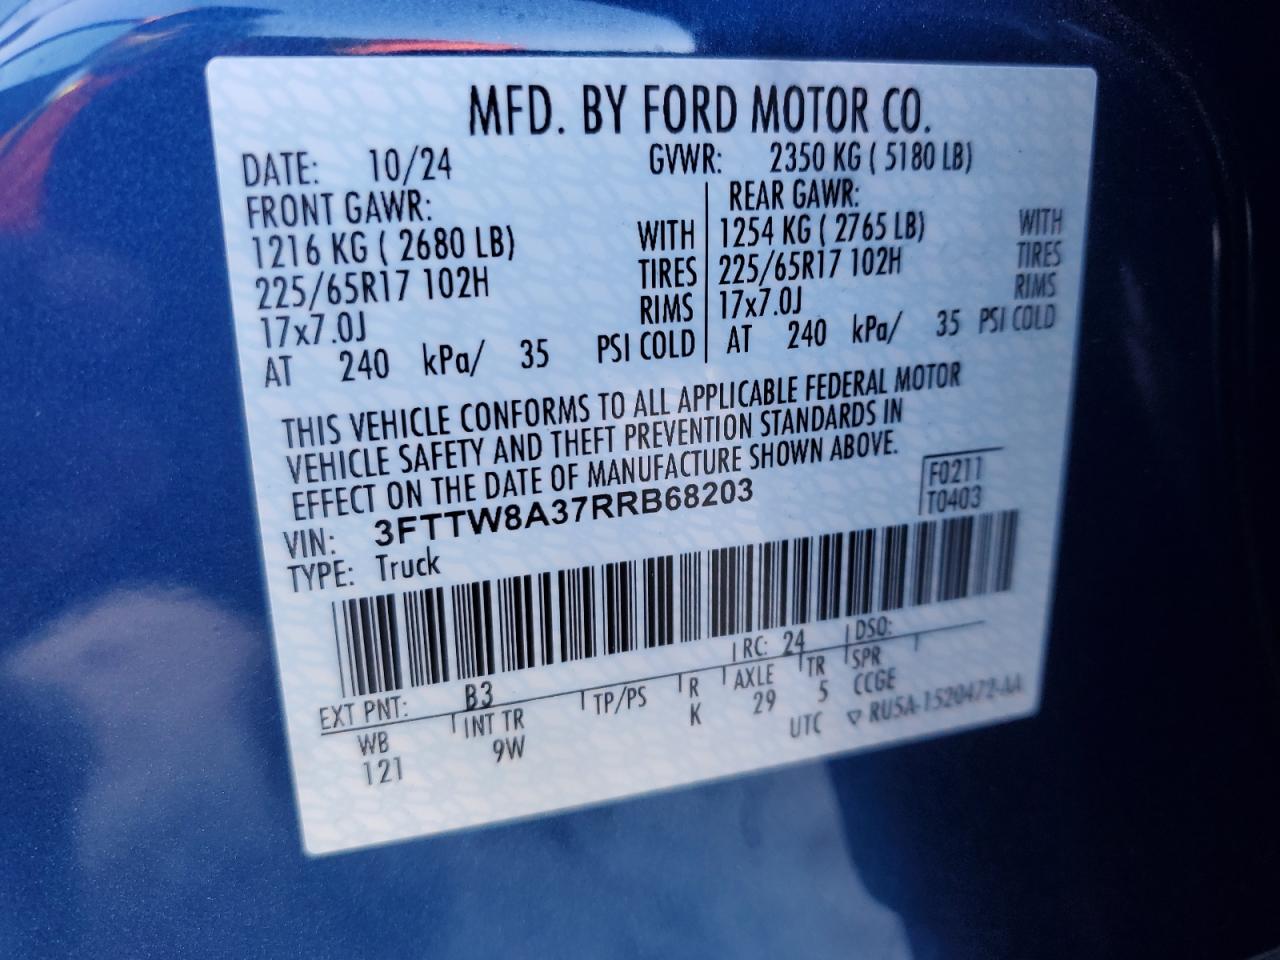 MFD. BY FORD MOTOR CO.
DATE: 10/24 GVWR: 2350 KG ( 5180 LB)
FRONT GAWR: REAR GAWR:
1216 KG ( 2680 LB) WITH 1254 KG ( 2765 LB) WITH
225/65R17 102H TIRES 225/65R17 102H TIRES
17x7.0J RIMS 17x7.0J RIMS
AT 240 kPa/ 35 PSI COLD AT 240 kPa/ 35 PSI COLD
THIS VEHICLE CONFORMS TO ALL APPLICABLE FEDERAL MOTOR
VEHICLE SAFETY AND THEFT PREVENTION STANDARDS IN
EFFECT ON THE DATE OF MANUFACTURE SHOWN ABOVE.
VIN: 3FTTW8A37RRB68203 F0211
TYPE: Truck T0403
EXT PNT: B3 RC: 24 DSO:
WB INT TR TP/PS R AXLE TR SPR
121 9W K 29 5 CCGE
UTC ▽ RU5A-1520472-AA